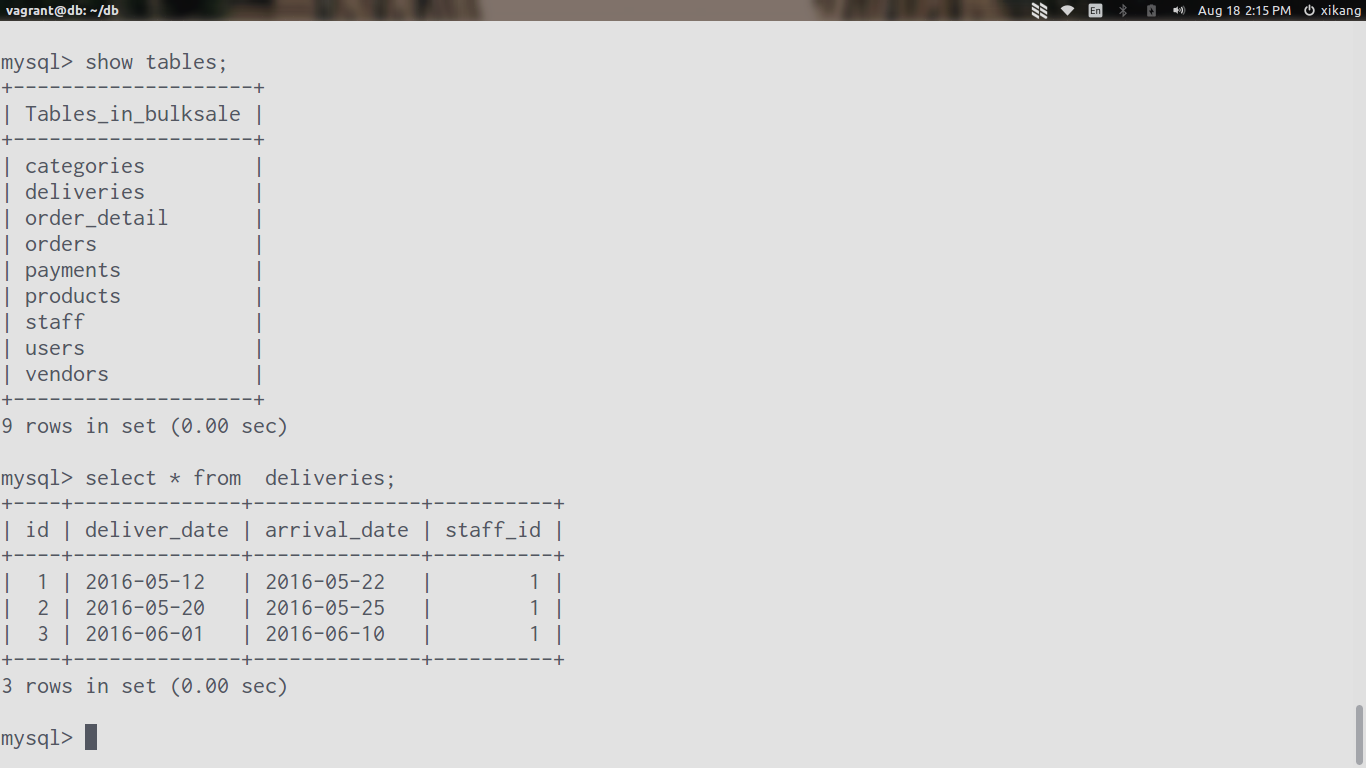 vagrant@db: ~/db
En
Aug 18 2:15 PM
xikang
mysql> show tables;
+--------------------+
| Tables_in_bulksale |
+--------------------+
| categories         |
| deliveries         |
| order_detail       |
| orders             |
| payments           |
| products           |
| staff              |
| users              |
| vendors            |
+--------------------+
9 rows in set (0.00 sec)
mysql> select * from  deliveries;
+----+--------------+--------------+----------+
| id | deliver_date | arrival_date | staff_id |
+----+--------------+--------------+----------+
|  1 | 2016-05-12   | 2016-05-22   |        1 |
|  2 | 2016-05-20   | 2016-05-25   |        1 |
|  3 | 2016-06-01   | 2016-06-10   |        1 |
+----+--------------+--------------+----------+
3 rows in set (0.00 sec)
mysql>